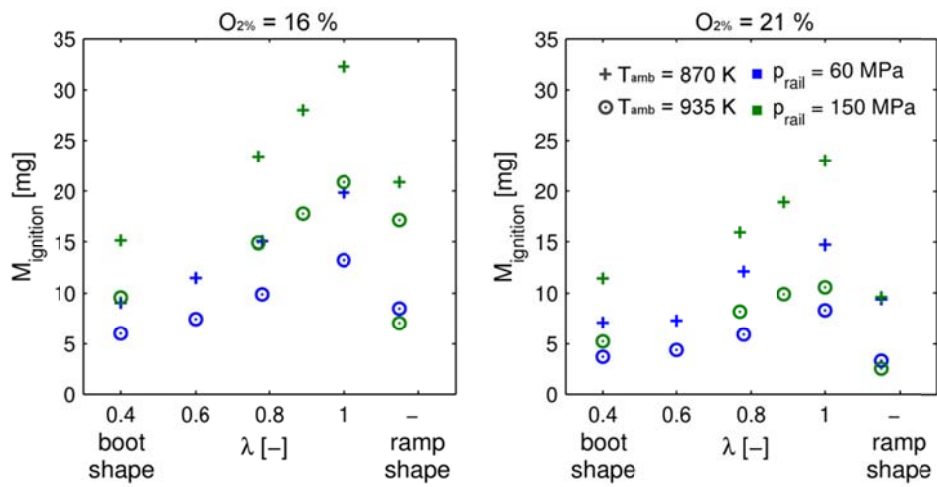 O2% = 16 %
35
30
25
20
15
10
5
0
Mignition [mg]
0.4 0.6 0.8 1 –
boot shape
λ [–]
ramp shape
O2% = 21 %
Tamb = 870 K
prail = 60 MPa
Tamb = 935 K
prail = 150 MPa
35
30
25
20
15
10
5
0
Mignition [mg]
0.4 0.6 0.8 1 –
boot shape
λ [–]
ramp shape